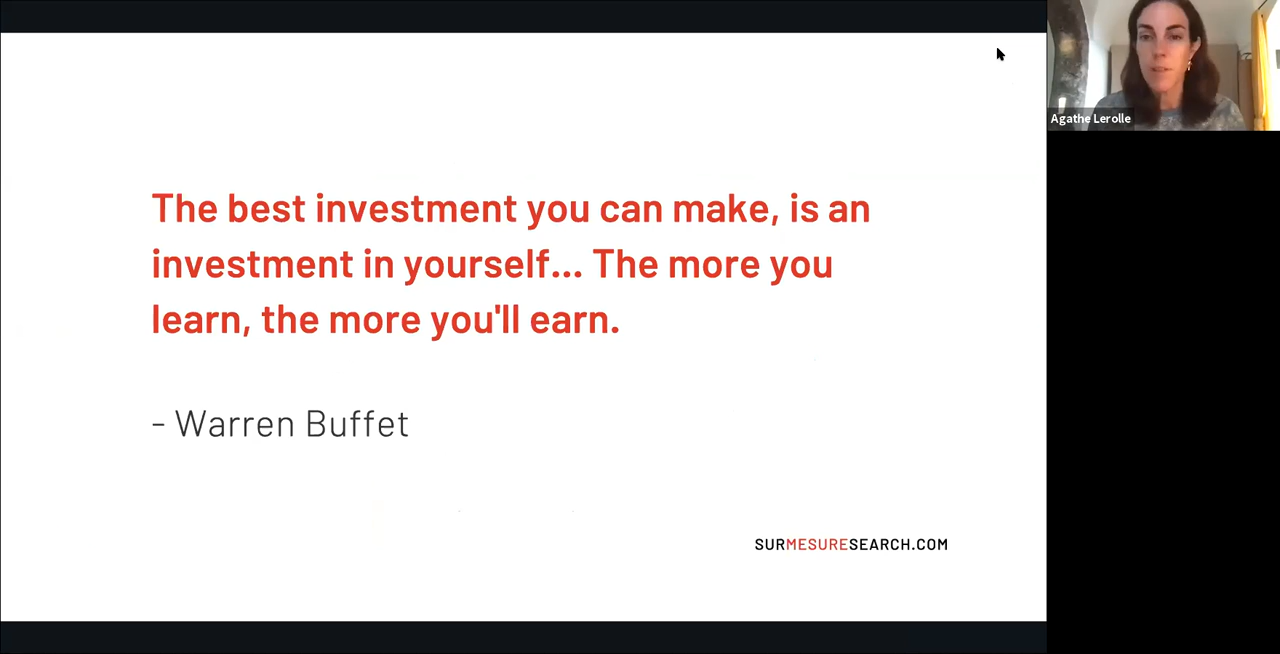 The best investment you can make, is an
investment in yourself... The more you
learn, the more you'll earn.
- Warren Buffet
SURMESURESEARCH.COM
Agathe Lerolle